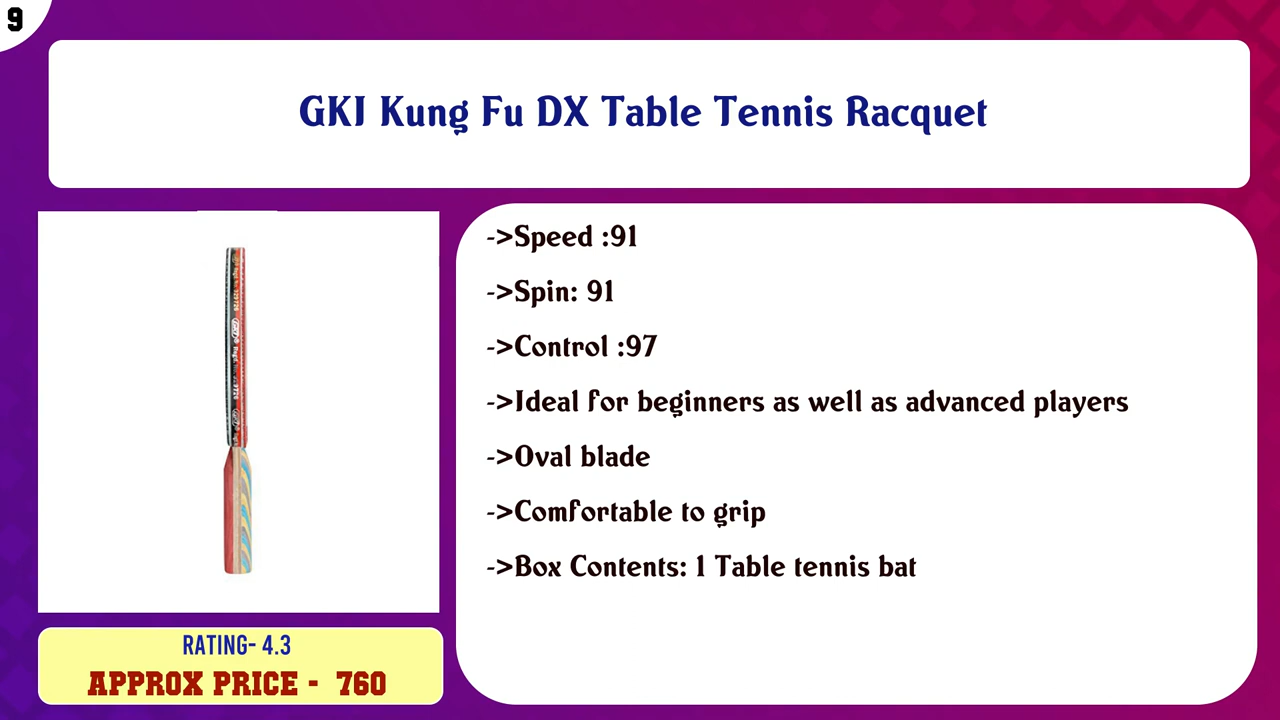 9
GKI Kung Fu DX Table Tennis Racquet
->Speed :91
->Spin: 91
->Control :97
->Ideal for beginners as well as advanced players
->Oval blade
->Comfortable to grip
->Box Contents: 1 Table tennis bat
RATING- 4.3
APPROX PRICE - 760